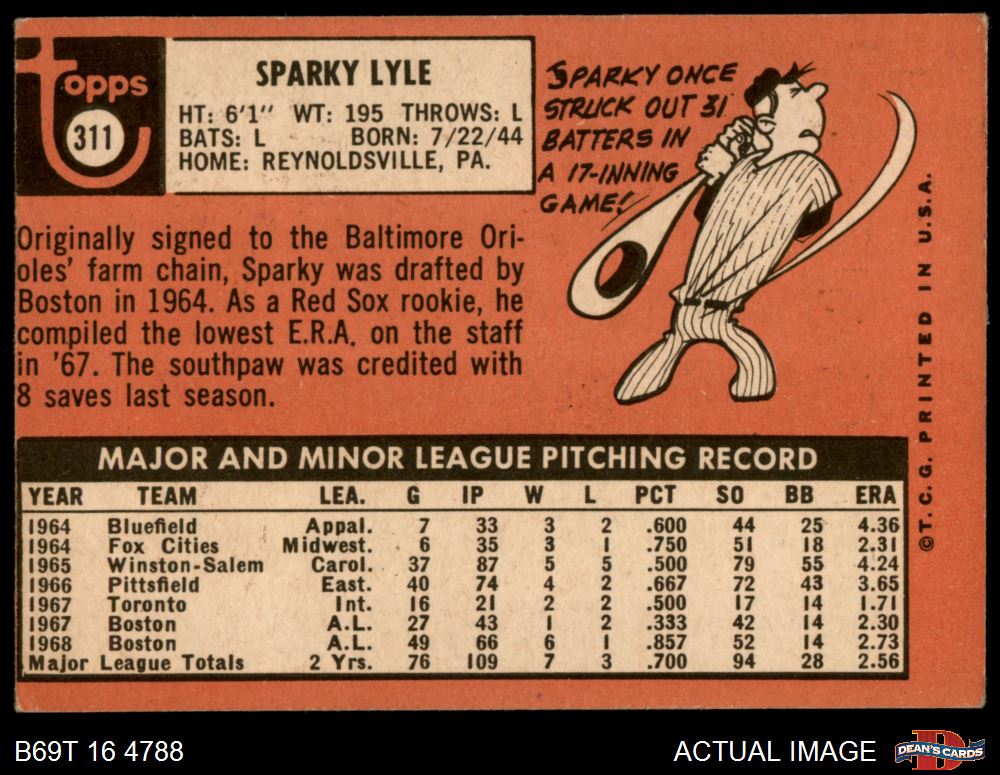 Topps
311
SPARKY LYLE
HT: 6'1" WT: 195 THROWS: L
BATS: L BORN: 7/22/44
HOME: REYNOLDSVILLE, PA.
SPARKY ONCE
STRUCK OUT 31
BATTERS IN
A 17-INNING
GAME!
Originally signed to the Baltimore Ori-
oles' farm chain, Sparky was drafted by
Boston in 1964. As a Red Sox rookie, he
compiled the lowest E.R.A. on the staff
in '67. The southpaw was credited with
8 saves last season.
MAJOR AND MINOR LEAGUE PITCHING RECORD
YEAR TEAM LEA. G IP W L PCT SO BB ERA
1964 Bluefield Appal. 7 33 3 2 .600 44 25 4.36
1964 Fox Cities Midwest. 6 35 3 1 .750 51 18 2.31
1965 Winston-Salem Carol. 37 87 5 5 .500 79 55 4.24
1966 Pittsfield East. 40 74 4 2 .667 72 43 3.65
1967 Toronto Int. 16 21 2 2 .500 17 14 1.71
1967 Boston A.L. 27 43 1 2 .333 42 14 2.30
1968 Boston A.L. 49 66 6 1 .857 52 14 2.73
Major League Totals 2 Yrs. 76 109 7 3 .700 94 28 2.56
© T. C. G. PRINTED IN U.S.A.
B69T 16 4788
ACTUAL IMAGE
D
DEAN'S CARDS